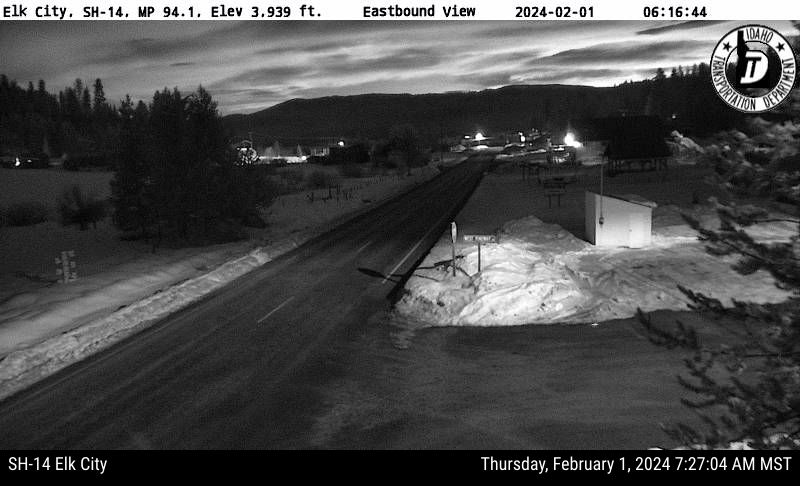 Elk City, SH-14, MP 94.1, Elev 3,939 ft. Eastbound View 2024-02-01 06:16:44
IDAHO
TRANSPORTATION DEPARTMENT
SH-14 Elk City Thursday, February 1, 2024 7:27:04 AM MST